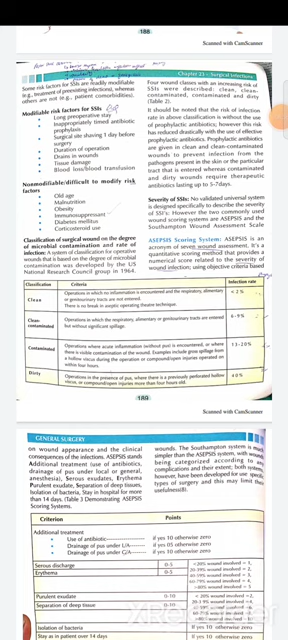 188
Scanned with CamScanner
Chapter 23 – Surgical Infections
Some risk factors for SSIs are readily modifiable
(e.g., treatment of preexisting infections), whereas
others are not (e.g., patient comorbidities).
Modifiable risk factors for SSIs:
Long preoperative stay
Inappropriately timed antibiotic
prophylaxis
Surgical site shaving 1 day before
surgery
Duration of operation
Drains in wounds
Tissue damage
Blood loss/blood transfusion
Nonmodifiable/difficult to modify risk
factors
Old age
Malnutrition
Obesity
Immunosuppressant
Diabetes mellitus
Corticosteroid use
Classification of surgical wound on the degree
of microbial contamination and rate of
infection: A system of classification for operative
wounds that is based on the degree of microbial
contamination was developed by the US
National Research Council group in 1964.
Four wound classes with an increasing risk of
SSIs were described: clean, clean-
contaminated, contaminated and dirty
(Table 2).
It should be noted that the risk of infection
rate in above classification is without the use
of prophylactic antibiotics; however the risk
has reduced drastically with the use of effective
prophylactic antibiotics. Prophylactic antibiotics
are given in clean and clean-contaminated
wounds to prevent infection from the
pathogens present in the skin or the particular
tract that is entered whereas contaminated
and dirty wounds require therapeutic
antibiotics lasting up to 5-7days.
Severity of SSIs: No validated universal system
is designed specifically to describe the severity
of SSI's. However the two commonly used
wound scoring systems are ASEPSIS and the
Southampton Wound Assessment Scale
ASEPSIS Scoring System: ASEPSIS is an
acronym of seven wound assessment. It's a
quantitative scoring method that provides a
numerical score related to the severity of
wound infection; using objective criteria based
Classification Criteria Infection rate
Clean Operations in which no inflammation is encountered and the respiratory, alimentary < 2%
or genitourinary tracts are not entered.
There is no break in aseptic operating theatre technique.
Clean-contaminated Operations in which the respiratory, alimentary or genitourinary tracts are entered 6-9%
but without significant spillage.
Contaminated Operations where acute inflammation (without pus) is encountered, or where 13-20%
there is visible contamination of the wound. Examples include gross spillage from
a hollow viscus during the operation or compound/open injuries operated on
within four hours.
Dirty Operations in the presence of pus, where there is a previously perforated hollow 40%
viscus, or compound/open injuries more than four hours old.
189
Scanned with CamScanner
GENERAL SURGERY
on wound appearance and the clinical
consequences of the infections. ASEPSIS stands
Additional treatment (use of antibiotics,
drainage of pus under local or general,
anesthesia), Serous exudates, Erythema
Purulent exudate, Separation of deep tissues,
Isolation of bacteria, Stay in hospital for more
than 14 days. (Table 3 Demonstrating ASEPSIS
Scoring Systems.
wounds. The Southampton system is much
simpler than the ASEPSIS system, with wounds
being categorized according to any
complications and their extent; both systems,
however, have been developed for use specific
types of surgery and this may limit their
usefulness(8).
Criterion Points
Additional treatment
Use of antibiotic if yes 10 otherwise zero
Drainage of pus under L/A if yes 05 otherwise zero
Drainage of pus under G/A if yes 10 otherwise zero
Serous discharge 0-5
Erythema 0-5
Purulent exudate 0-10
Separation of deep tissue 0-10
Isolation of bacteria If yes 10 otherwise zero
Stay as in patient over 14 days If yes 10 otherwise zero
Scanned with CamScanner